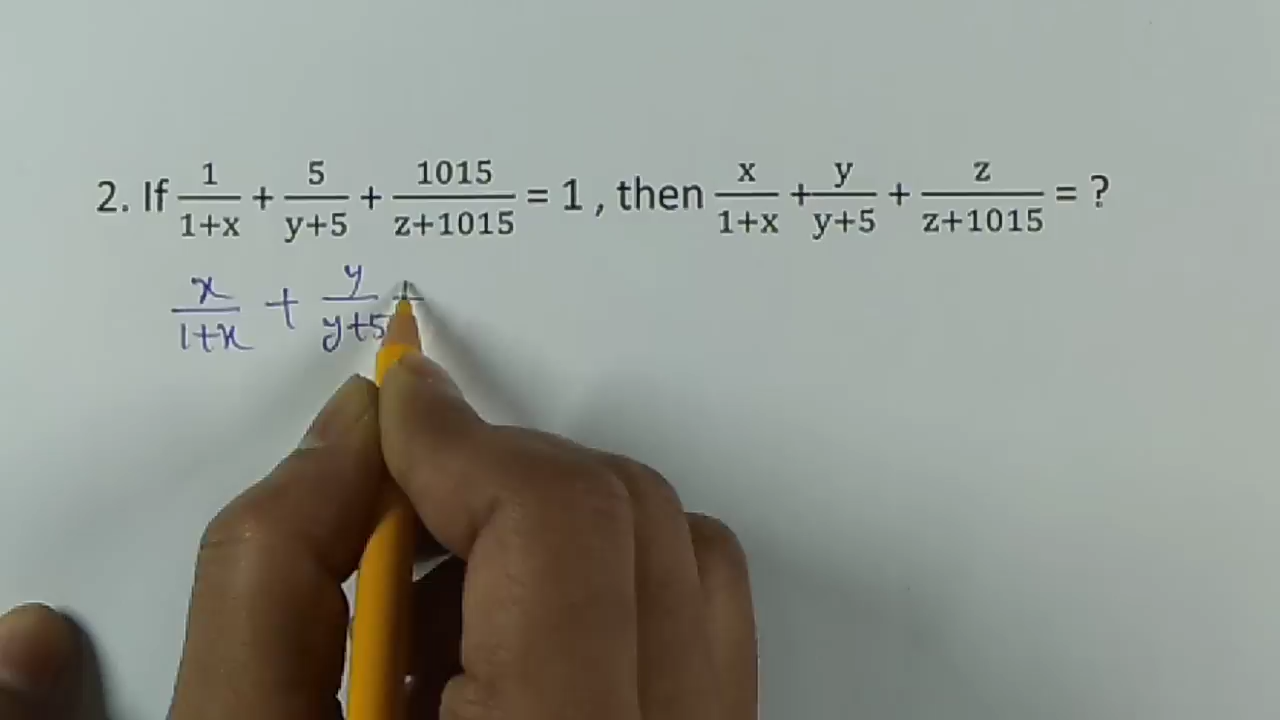 2. If 1/(1+x) + 5/(y+5) + 1015/(z+1015) = 1 , then x/(1+x) + y/(y+5) + z/(z+1015) = ?
x/(1+x) + y/(y+5) +